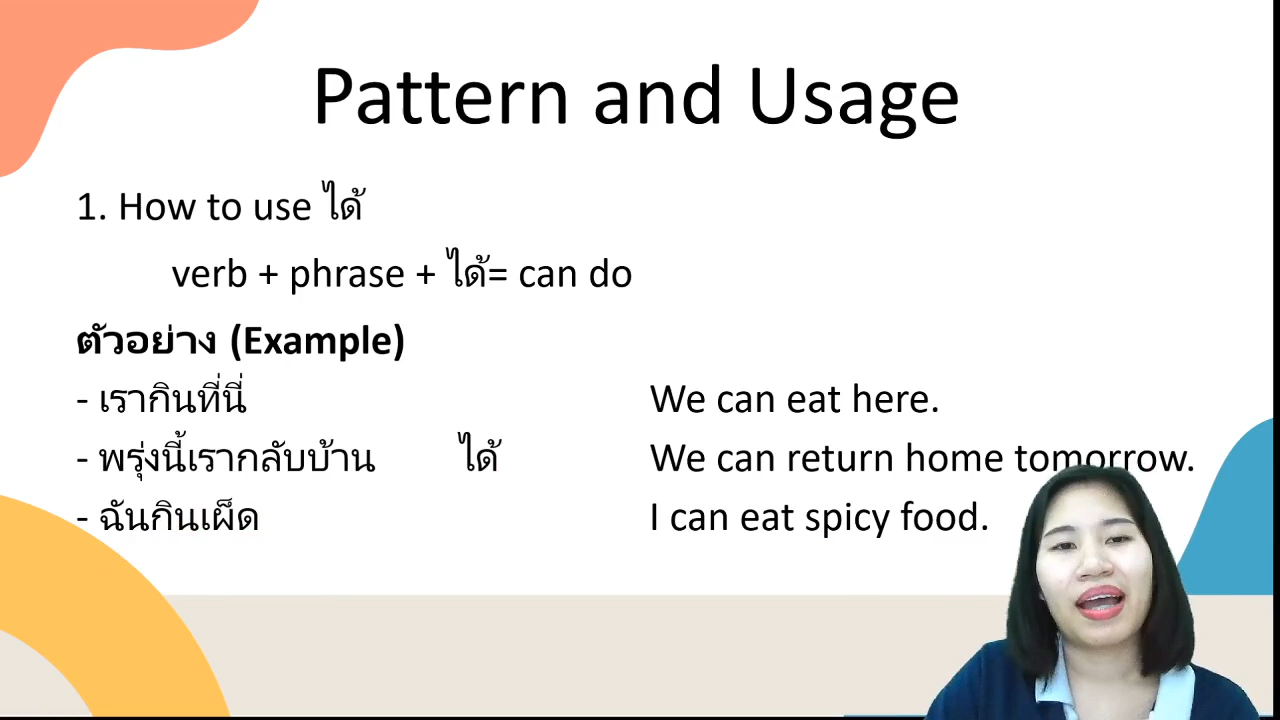 Pattern and Usage
1. How to use ได้
verb + phrase + ได้= can do
ตัวอย่าง (Example)
- เรากินที่นี่ We can eat here.
- พรุ่งนี้เรากลับบ้าน ได้ We can return home tomorrow.
- ฉันกินเผ็ด I can eat spicy food.